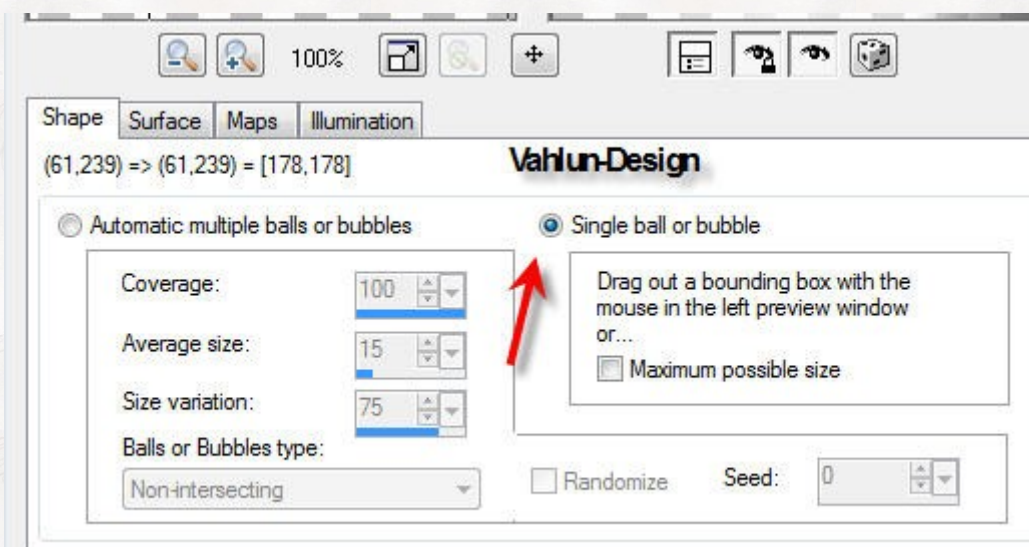 100%
Shape Surface Maps Illumination
(61,239) => (61,239) = [178,178]
Vahlun-Design
Automatic multiple balls or bubbles
Coverage: 100
Average size: 15
Size variation: 75
Balls or Bubbles type:
Non-intersecting
Single ball or bubble
Drag out a bounding box with the
mouse in the left preview window
or...
Maximum possible size
Randomize Seed: 0